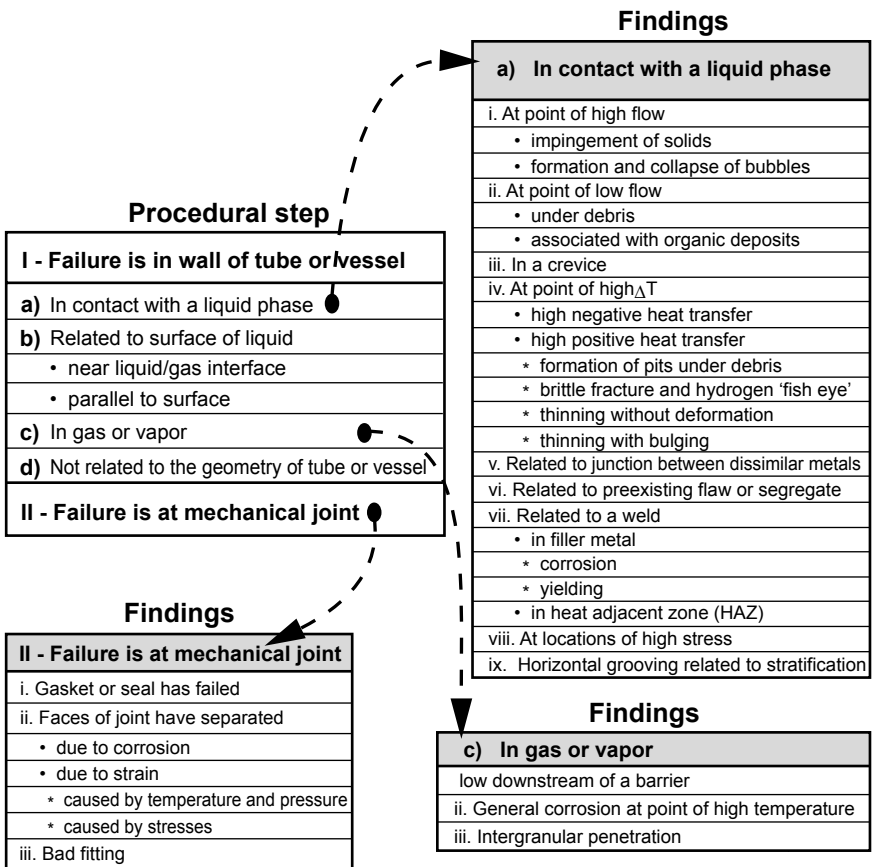 Procedural step
I - Failure is in wall of tube or vessel
a) In contact with a liquid phase
b) Related to surface of liquid
• near liquid/gas interface
• parallel to surface
c) In gas or vapor
d) Not related to the geometry of tube or vessel
II - Failure is at mechanical joint
Findings
a) In contact with a liquid phase
i. At point of high flow
• impingement of solids
• formation and collapse of bubbles
ii. At point of low flow
• under debris
• associated with organic deposits
iii. In a crevice
iv. At point of high ΔT
• high negative heat transfer
• high positive heat transfer
* formation of pits under debris
* brittle fracture and hydrogen ‘fish eye’
* thinning without deformation
* thinning with bulging
v. Related to junction between dissimilar metals
vi. Related to preexisting flaw or segregate
vii. Related to a weld
• in filler metal
* corrosion
* yielding
• in heat adjacent zone (HAZ)
viii. At locations of high stress
ix. Horizontal grooving related to stratification
Findings
II - Failure is at mechanical joint
i. Gasket or seal has failed
ii. Faces of joint have separated
• due to corrosion
• due to strain
* caused by temperature and pressure
* caused by stresses
iii. Bad fitting
Findings
c) In gas or vapor
low downstream of a barrier
ii. General corrosion at point of high temperature
iii. Intergranular penetration